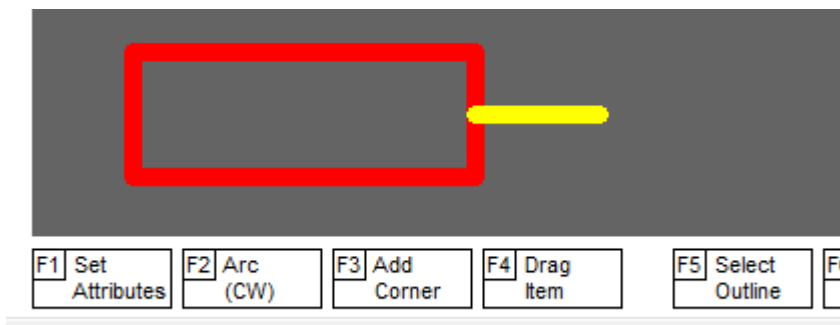 F1 Set
Attributes
F2 Arc
(CW)
F3 Add
Corner
F4 Drag
Item
F5 Select
Outline